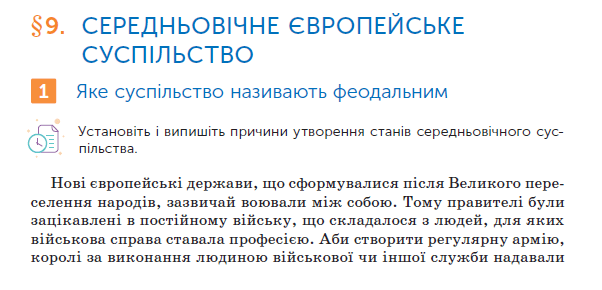 §9. СЕРЕДНЬОВІЧНЕ ЄВРОПЕЙСЬКЕ
СУСПІЛЬСТВО
1 Яке суспільство називають феодальним
Установіть і випишіть причини утворення станів середньовічного сус-
пільства.
Нові європейські держави, що сформувалися після Великого пере-
селення народів, зазвичай воювали між собою. Тому правителі були
зацікавлені в постійному війську, що складалося з людей, для яких
військова справа ставала професією. Аби створити регулярну армію,
королі за виконання людиною військової чи іншої служби надавали